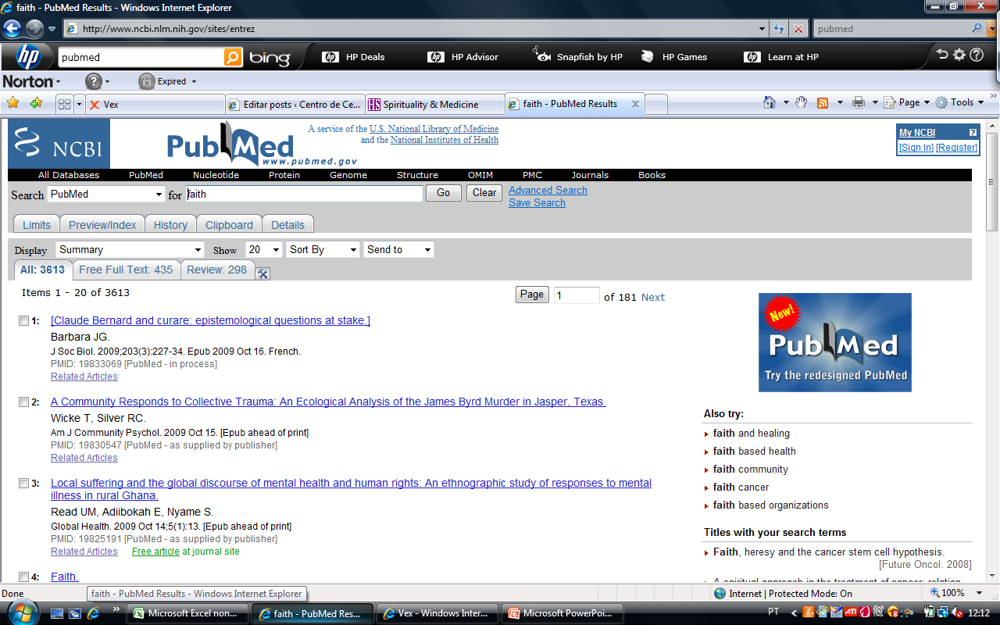 faith - PubMed Results - Windows Internet Explorer
http://www.ncbi.nlm.nih.gov/sites/entrez
pubmed
hp
pubmed
bing
HP Deals
HP Advisor
Snapfish by HP
HP Games
Learn at HP
Norton
Expired
Vex
Editar posts ‹ Centro de Ce...
HS Spirituality & Medicine
faith - PubMed Results
Page
Tools
NCBI
PubMed
www.pubmed.gov
A service of the U.S. National Library of Medicine
and the National Institutes of Health
My NCBI
[Sign In] [Register]
All Databases PubMed Nucleotide Protein Genome Structure OMIM PMC Journals Books
Search PubMed for faith Go Clear
Advanced Search
Save Search
Limits Preview/Index History Clipboard Details
Display Summary Show 20 Sort By Send to
All: 3613 Free Full Text: 435 Review: 298
Items 1 - 20 of 3613
Page 1 of 181 Next
1: [Claude Bernard and curare: epistemological questions at stake.]
Barbara JG.
J Soc Biol. 2009;203(3):227-34. Epub 2009 Oct 16. French.
PMID: 19833069 [PubMed - in process]
Related Articles
2: A Community Responds to Collective Trauma: An Ecological Analysis of the James Byrd Murder in Jasper, Texas.
Wicke T, Silver RC.
Am J Community Psychol. 2009 Oct 15. [Epub ahead of print]
PMID: 19830547 [PubMed - as supplied by publisher]
Related Articles
3: Local suffering and the global discourse of mental health and human rights: An ethnographic study of responses to mental
illness in rural Ghana.
Read UM, Adiibokah E, Nyame S.
Global Health. 2009 Oct 14;5(1):13. [Epub ahead of print]
PMID: 19825191 [PubMed - as supplied by publisher]
Related Articles Free article at journal site
4: Faith.
New!
PubMed
Try the redesigned PubMed
Also try:
faith and healing
faith based health
faith community
faith cancer
faith based organizations
Titles with your search terms
Faith, heresy and the cancer stem cell hypothesis.
[Future Oncol. 2008]
A spiritual approach in the treatment of cancer: relation
Done
faith - PubMed Results - Windows Internet Explorer
Internet | Protected Mode: On
100%
Microsoft Excel non...
faith - PubMed Res...
Vex - Windows Inter...
Microsoft PowerPoi...
PT
12:12